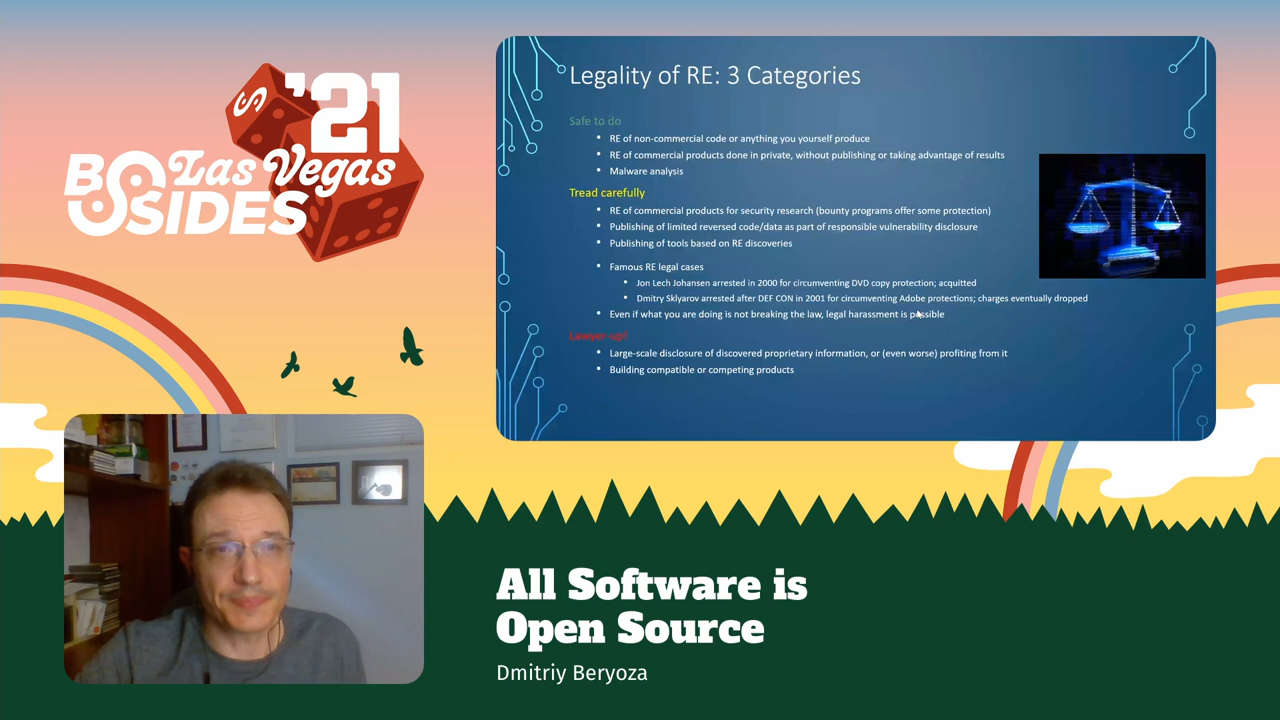 '21
BSIDES
Las Vegas
Legality of RE: 3 Categories
Safe to do
RE of non-commercial code or anything you yourself produce
RE of commercial products done in private, without publishing or taking advantage of results
Malware analysis
Tread carefully
RE of commercial products for security research (bounty programs offer some protection)
Publishing of limited reversed code/data as part of responsible vulnerability disclosure
Publishing of tools based on RE discoveries
Famous RE legal cases
Jon Lech Johansen arrested in 2000 for circumventing DVD copy protection; acquitted
Dmitry Sklyarov arrested after DEF CON in 2001 for circumventing Adobe protections; charges eventually dropped
Even if what you are doing is not breaking the law, legal harassment is possible
Lawyer-up!
Large-scale disclosure of discovered proprietary information, or (even worse) profiting from it
Building compatible or competing products
All Software is
Open Source
Dmitriy Beryoza